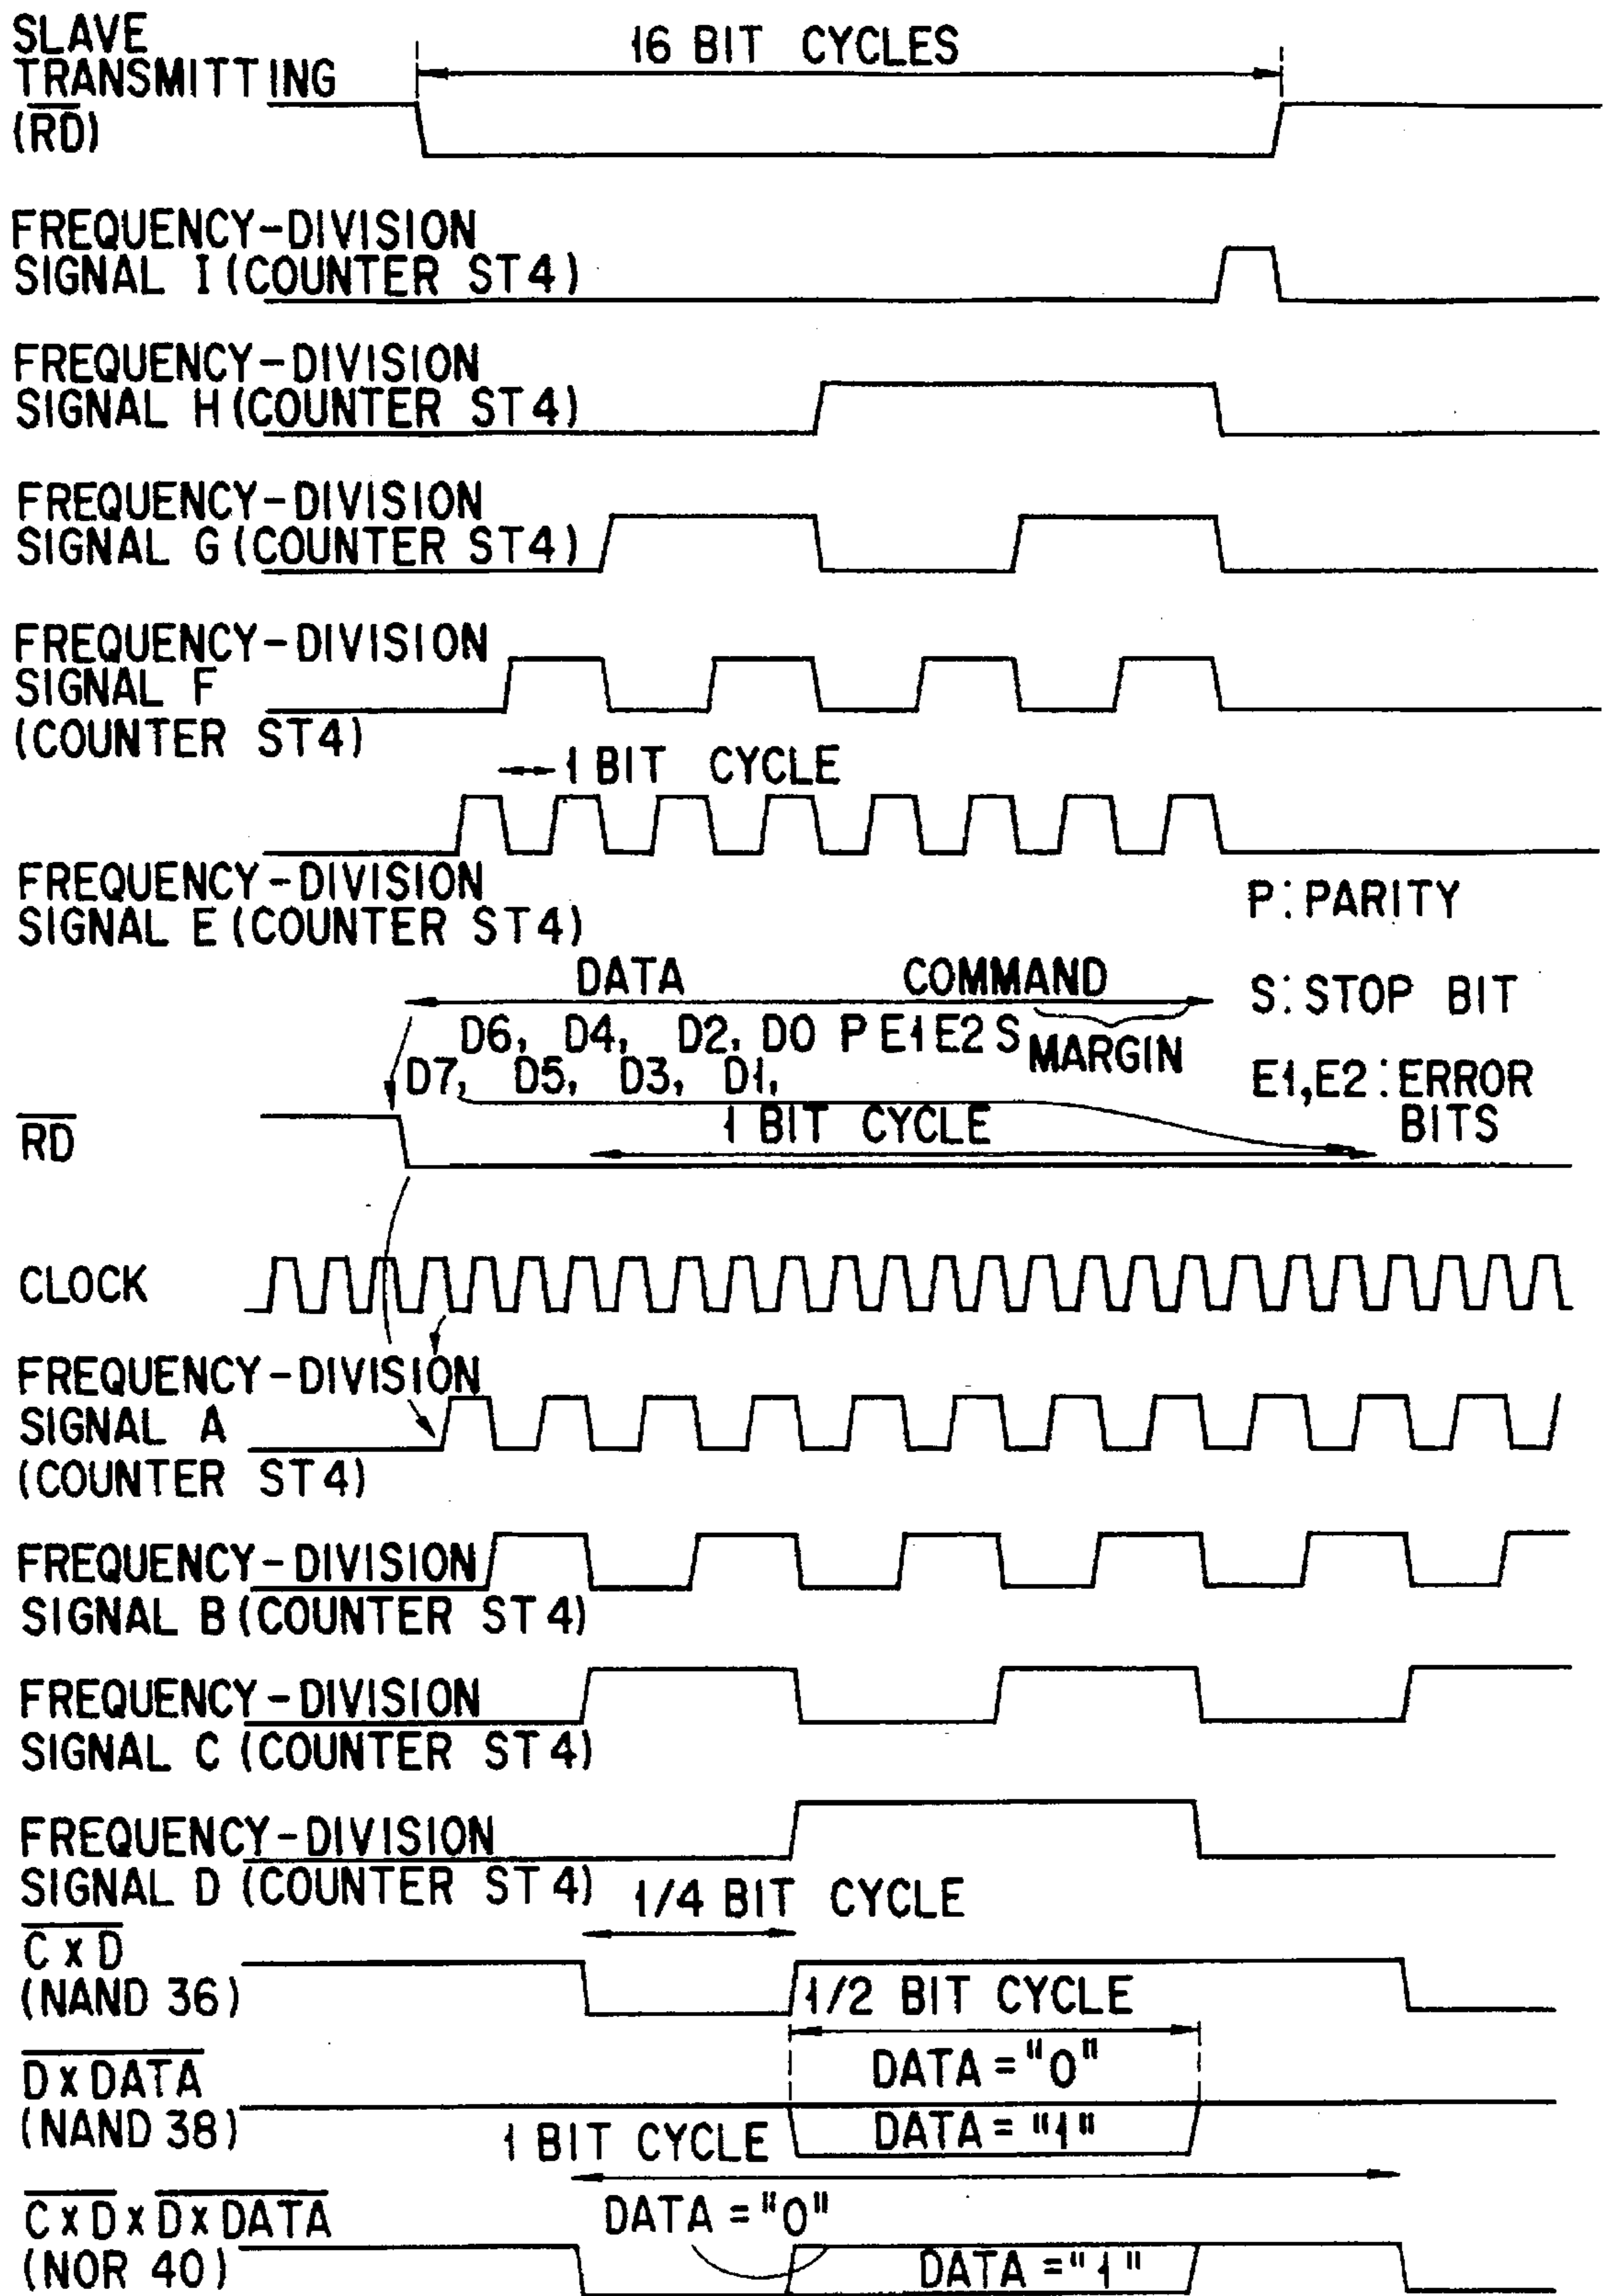 SLAVE
TRANSMITTING
(R̅D̅)
16 BIT CYCLES
FREQUENCY-DIVISION
SIGNAL I (COUNTER ST4)
FREQUENCY-DIVISION
SIGNAL H (COUNTER ST4)
FREQUENCY-DIVISION
SIGNAL G (COUNTER ST4)
FREQUENCY-DIVISION
SIGNAL F
(COUNTER ST4)
1 BIT CYCLE
FREQUENCY-DIVISION
SIGNAL E (COUNTER ST4)
P: PARITY
DATA COMMAND
S: STOP BIT
D6, D4, D2, D0 P E1 E2 S
MARGIN
D7, D5, D3, D1,
E1, E2: ERROR
BITS
1 BIT CYCLE
R̅D̅
CLOCK
FREQUENCY-DIVISION
SIGNAL A
(COUNTER ST4)
FREQUENCY-DIVISION
SIGNAL B (COUNTER ST4)
FREQUENCY-DIVISION
SIGNAL C (COUNTER ST4)
FREQUENCY-DIVISION
SIGNAL D (COUNTER ST4)
1/4 BIT CYCLE
C̅ ̅x̅ ̅D̅
(NAND 36)
1/2 BIT CYCLE
DATA = "0"
D̅ ̅x̅ ̅D̅A̅T̅A̅
(NAND 38)
DATA = "1"
1 BIT CYCLE
C̅ ̅x̅ ̅D̅ x D̅ ̅x̅ ̅D̅A̅T̅A̅
(NOR 40)
DATA = "0"
DATA = "1"